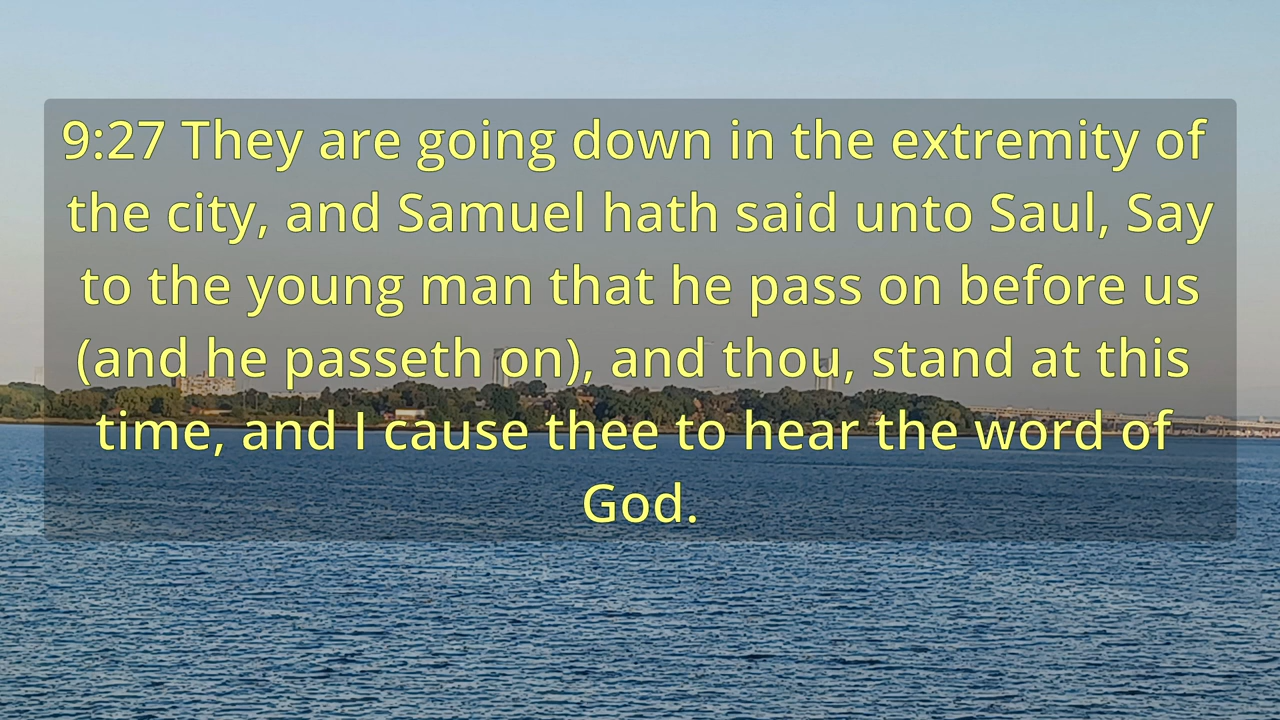 9:27 They are going down in the extremity of
the city, and Samuel hath said unto Saul, Say
to the young man that he pass on before us
(and he passeth on), and thou, stand at this
time, and I cause thee to hear the word of
God.